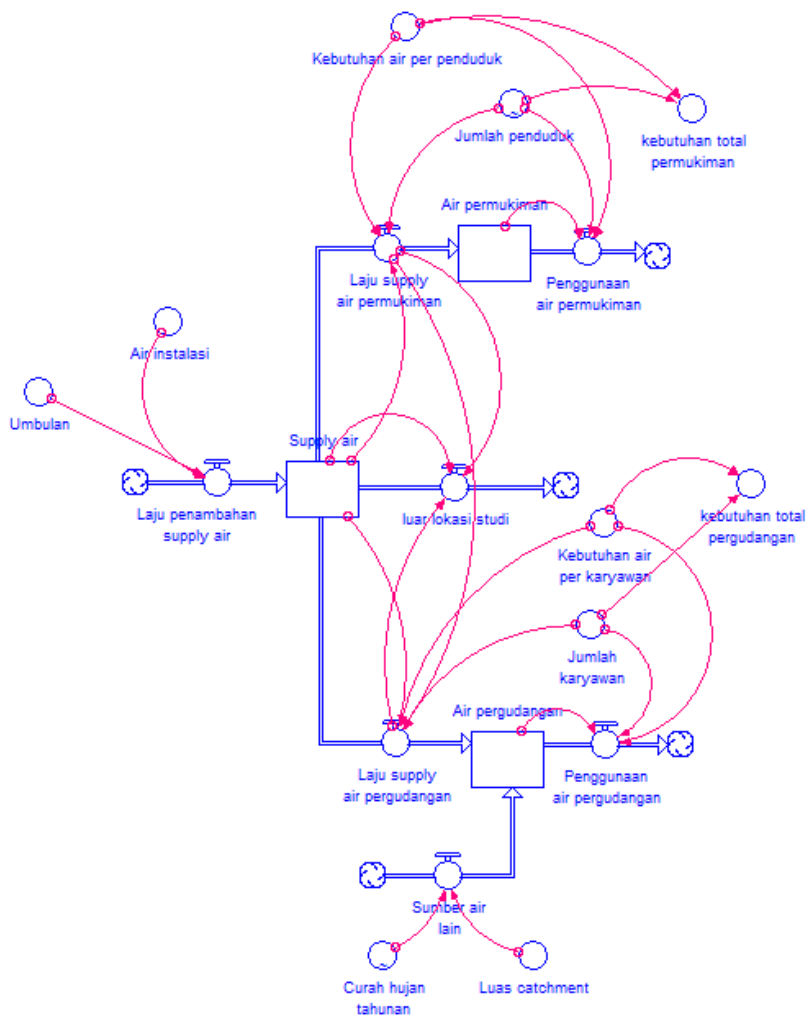 Kebutuhan air per penduduk
Jumlah penduduk
kebutuhan total
permukiman
Air permukiman
Laju supply
air permukiman
Penggunaan
air permukiman
Air instalasi
Umbulan
Supply air
Laju penambahan
supply air
luar lokasi studi
kebutuhan total
pergudangan
Kebutuhan air
per karyawan
Jumlah
karyawan
Air pergudangan
Laju supply
air pergudangan
Penggunaan
air pergudangan
Sumber air
lain
Curah hujan
tahunan
Luas catchment